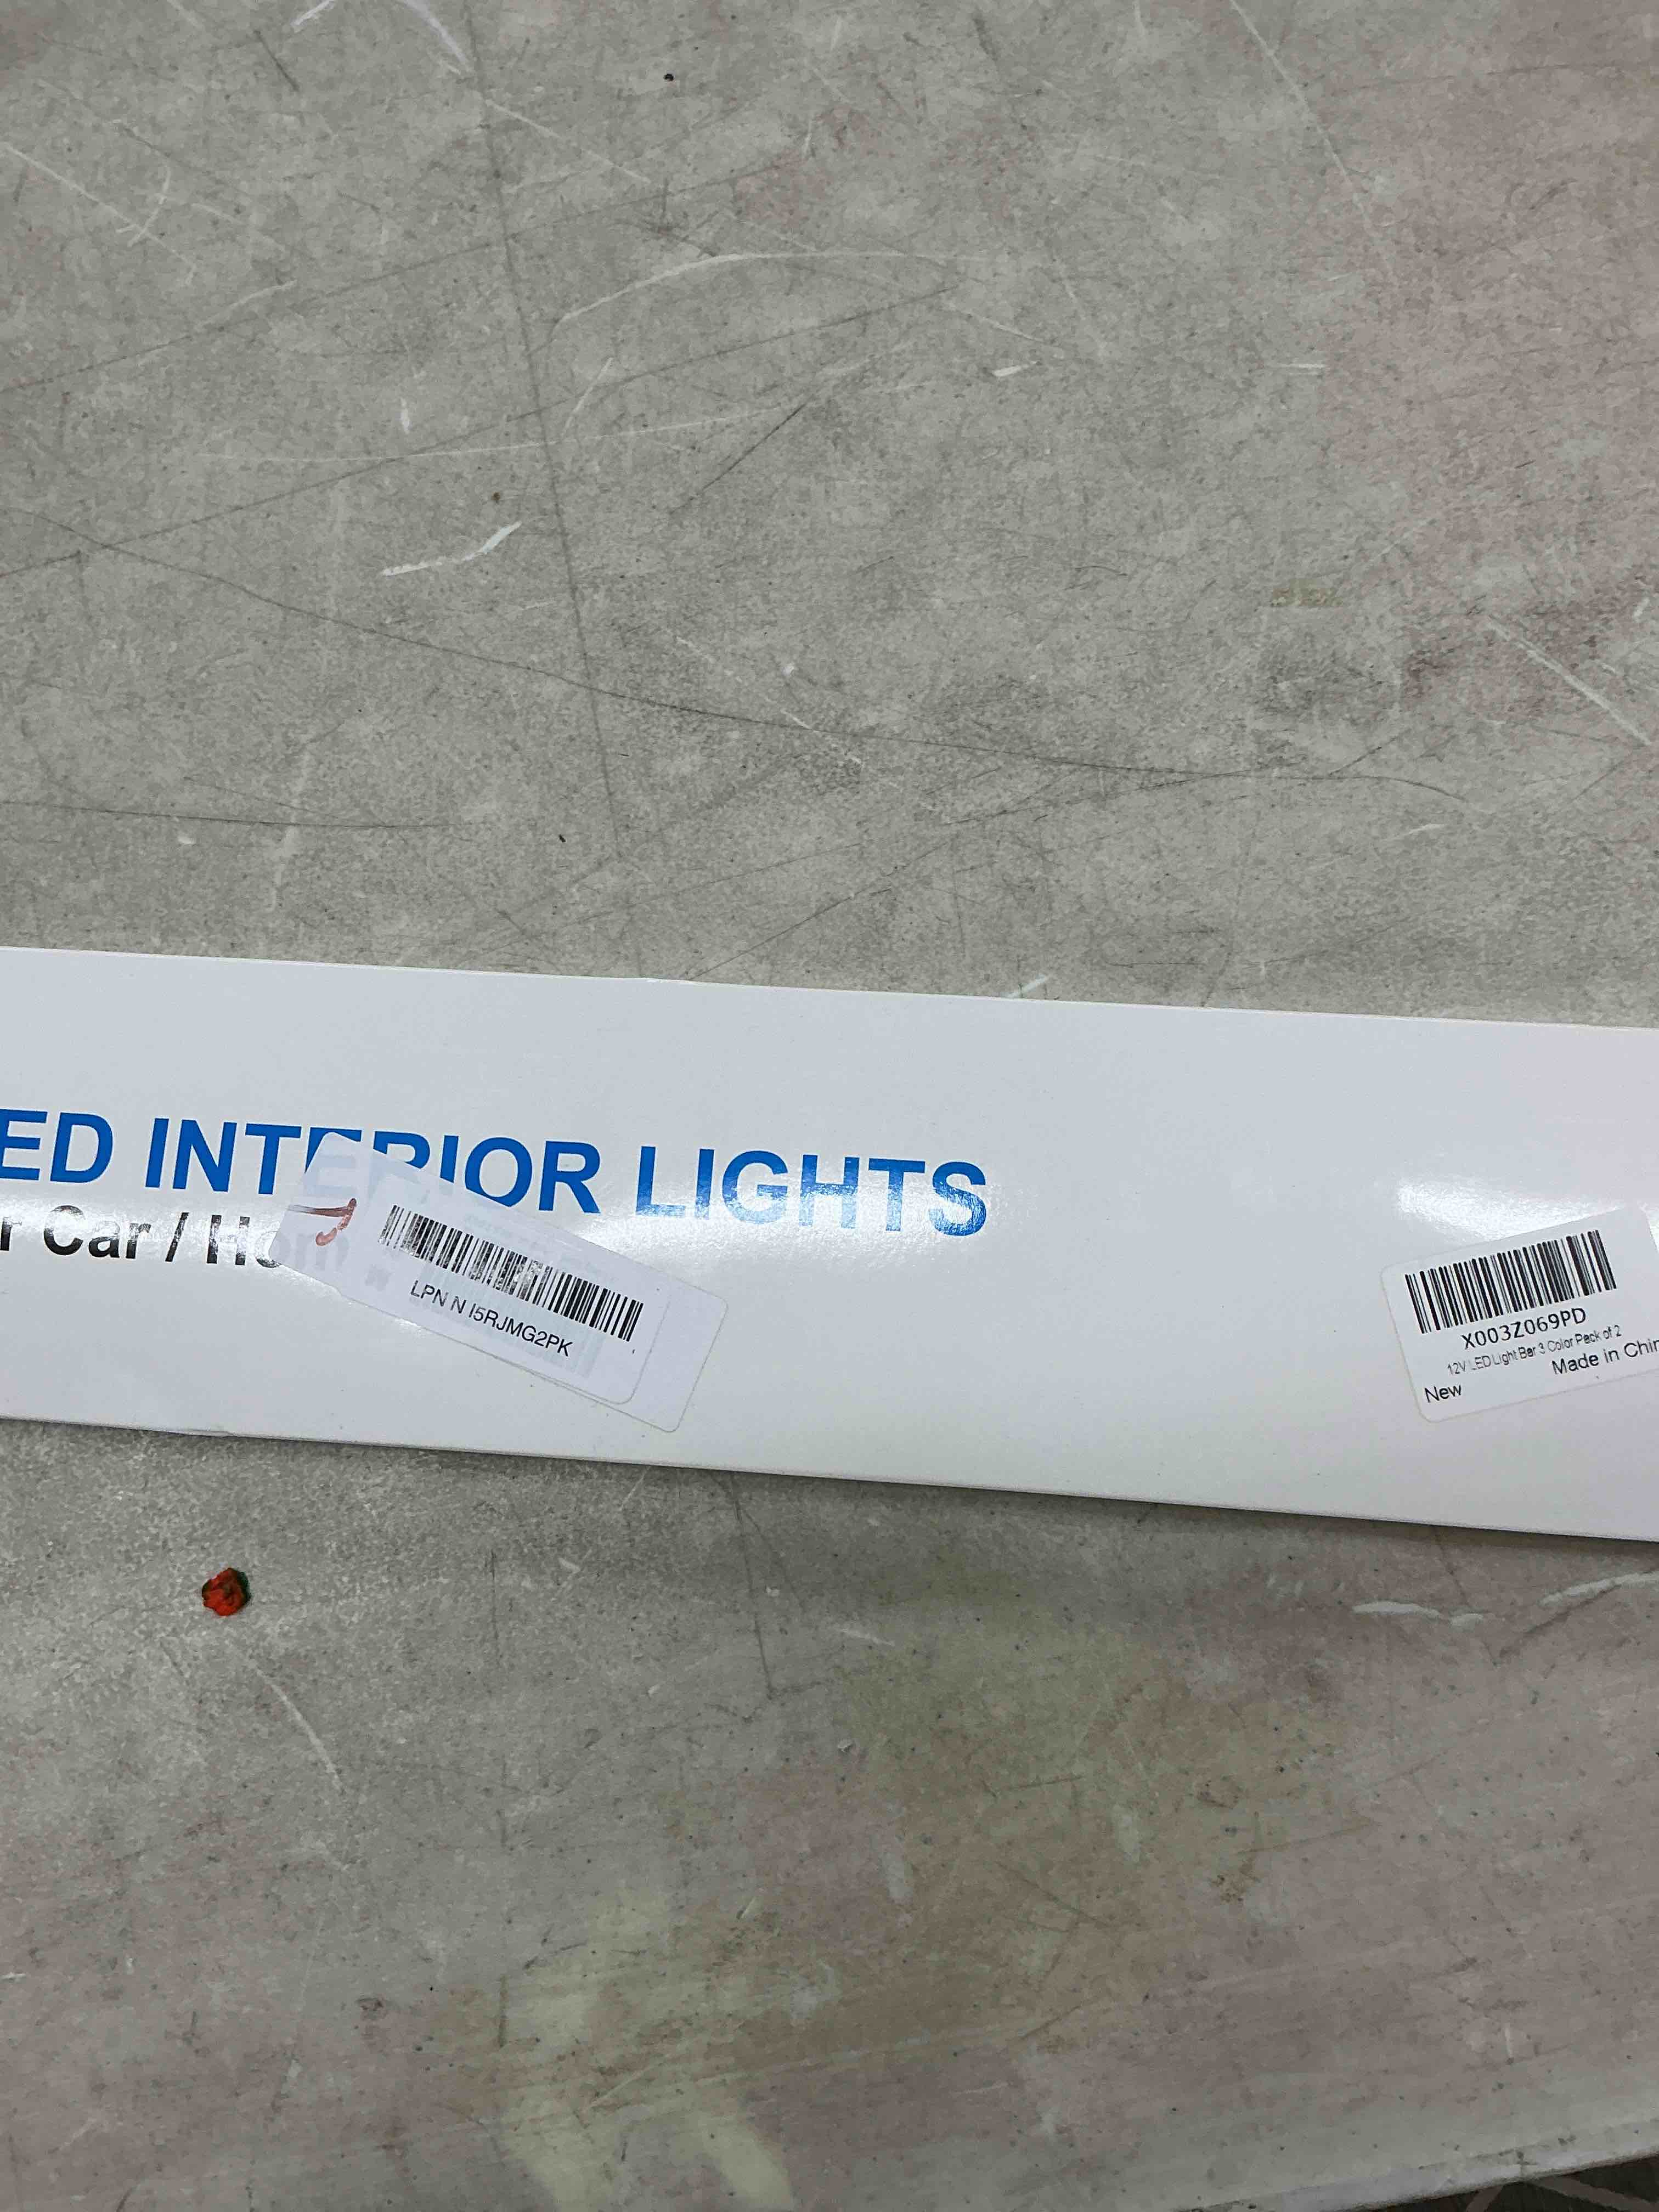 ED INTERIOR LIGHTS
r Car / Hom
LPN N I5RJMG2PK
X003Z069PD
12V LED Light Bar 3 Color Pack of 2
Made in Chin
New